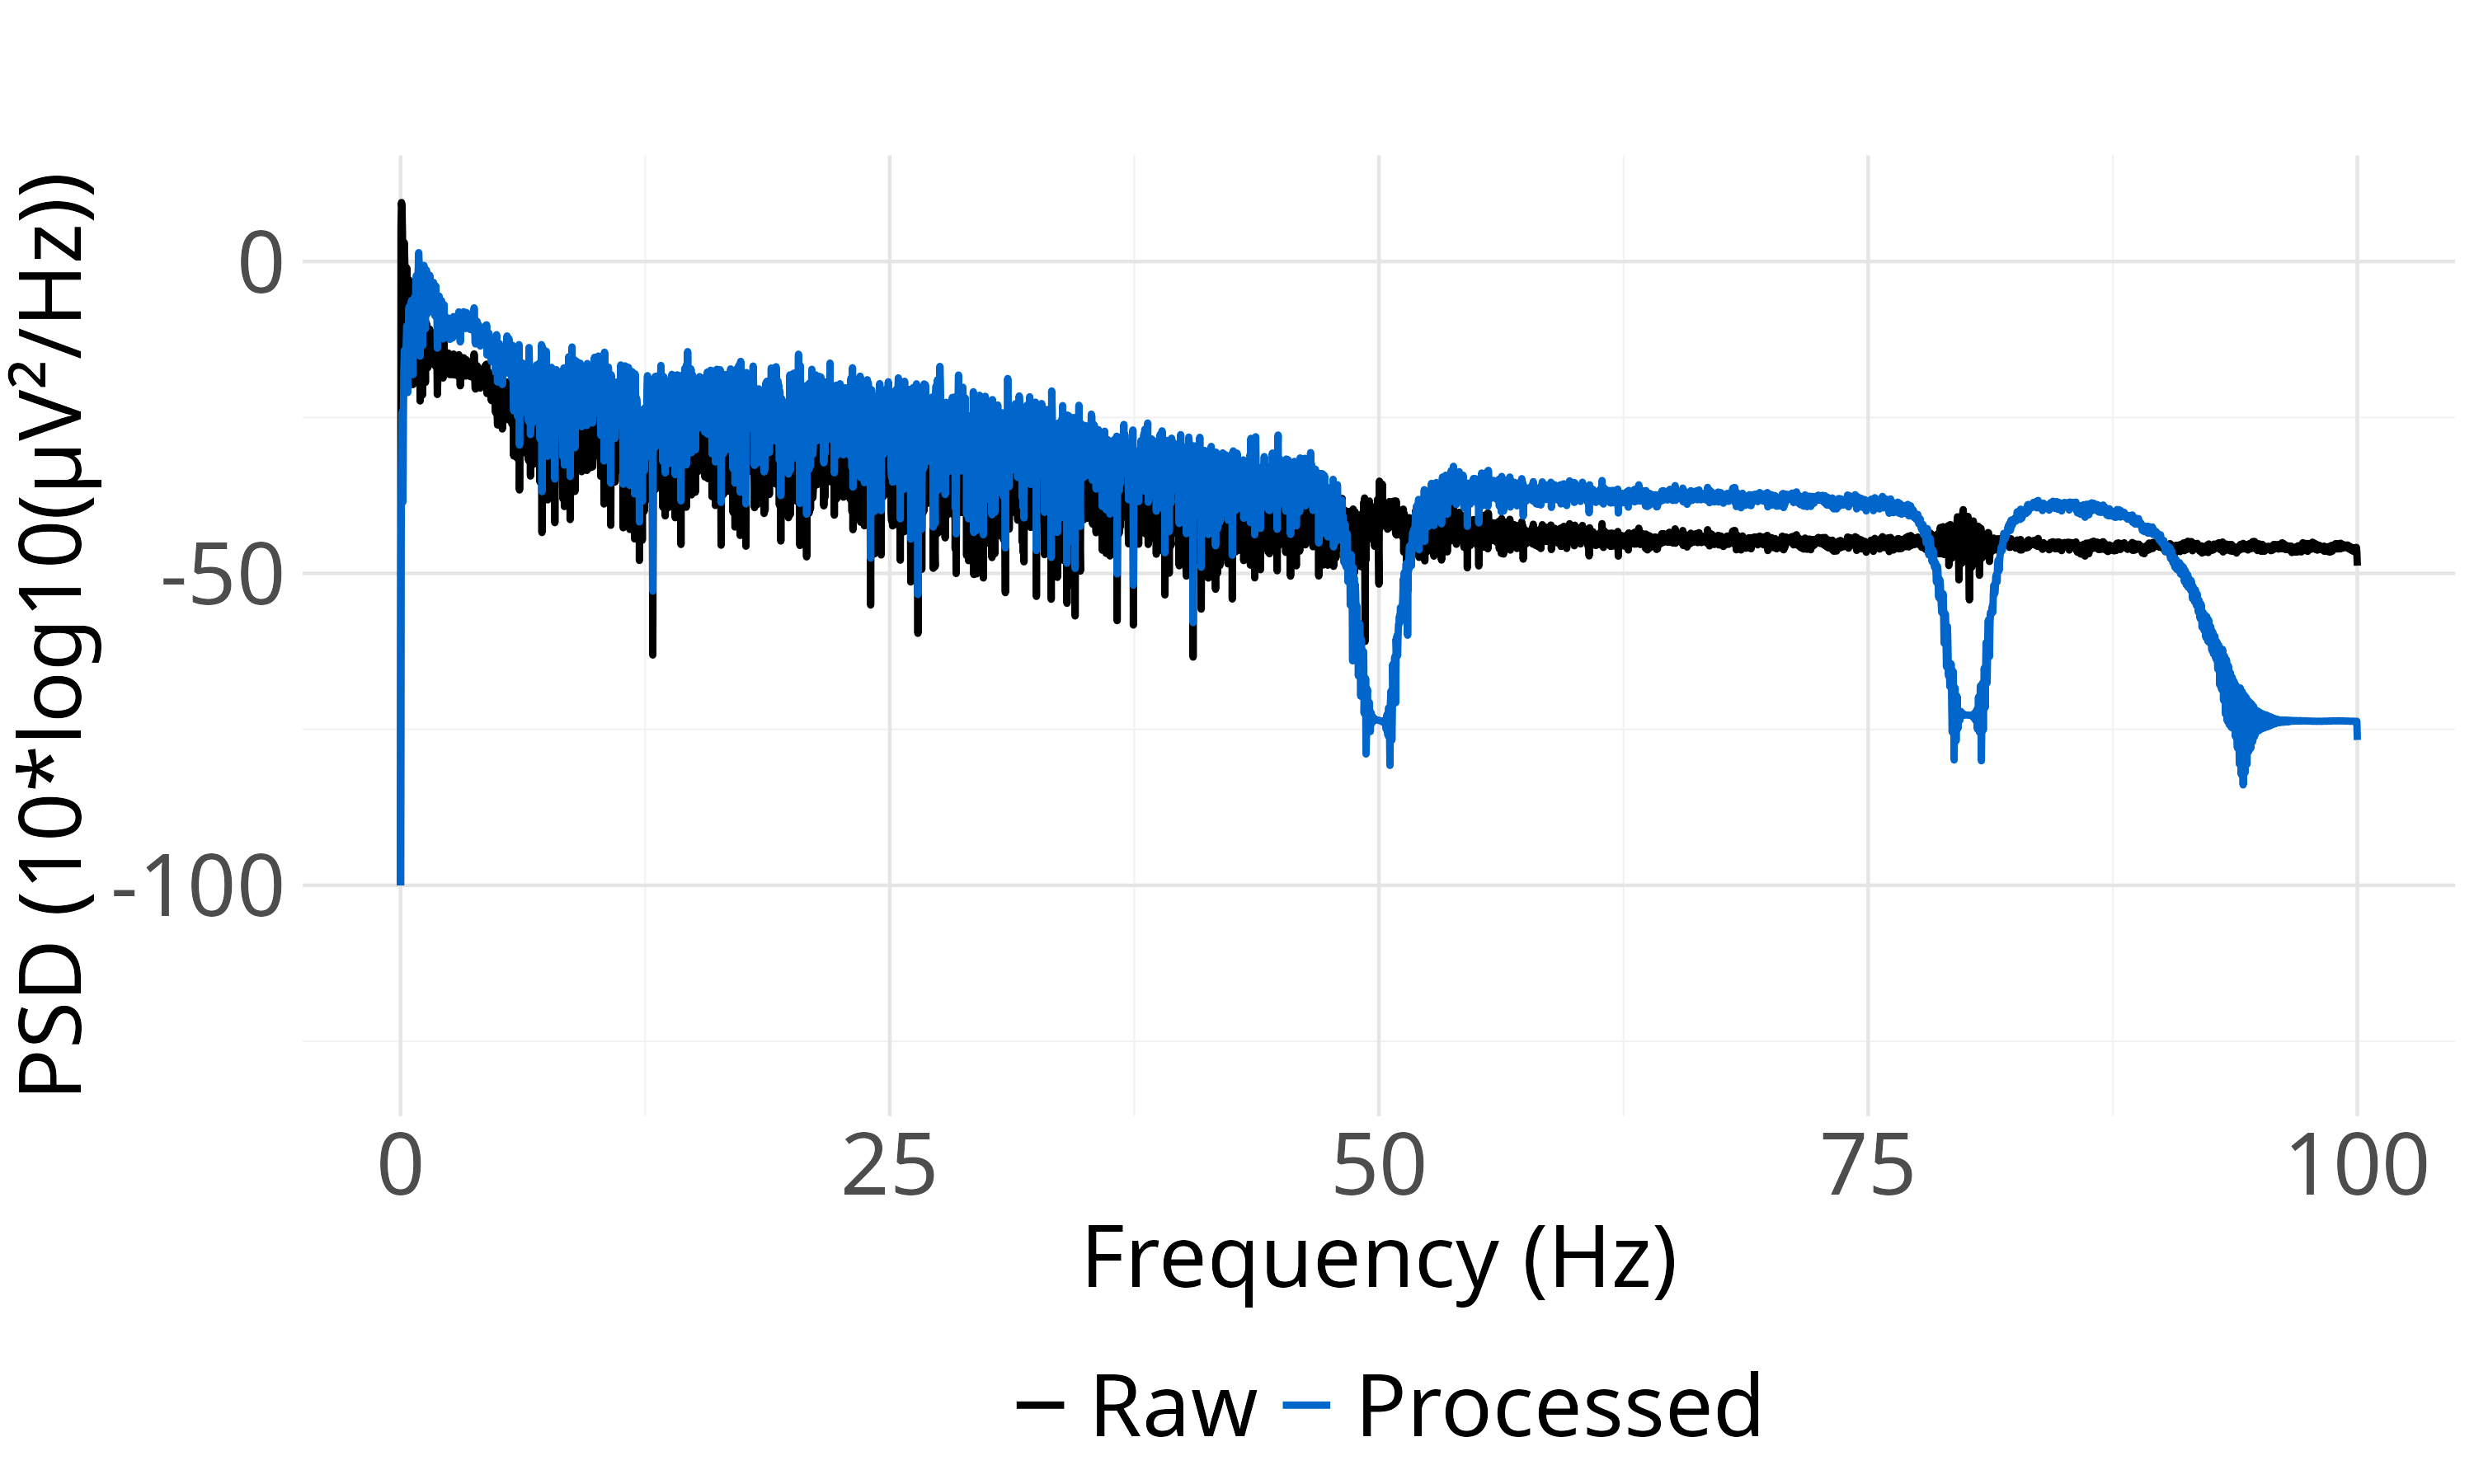 PSD (10*log10(μV²/Hz))
0
-50
-100
0 25 50 75 100
Frequency (Hz)
Raw Processed